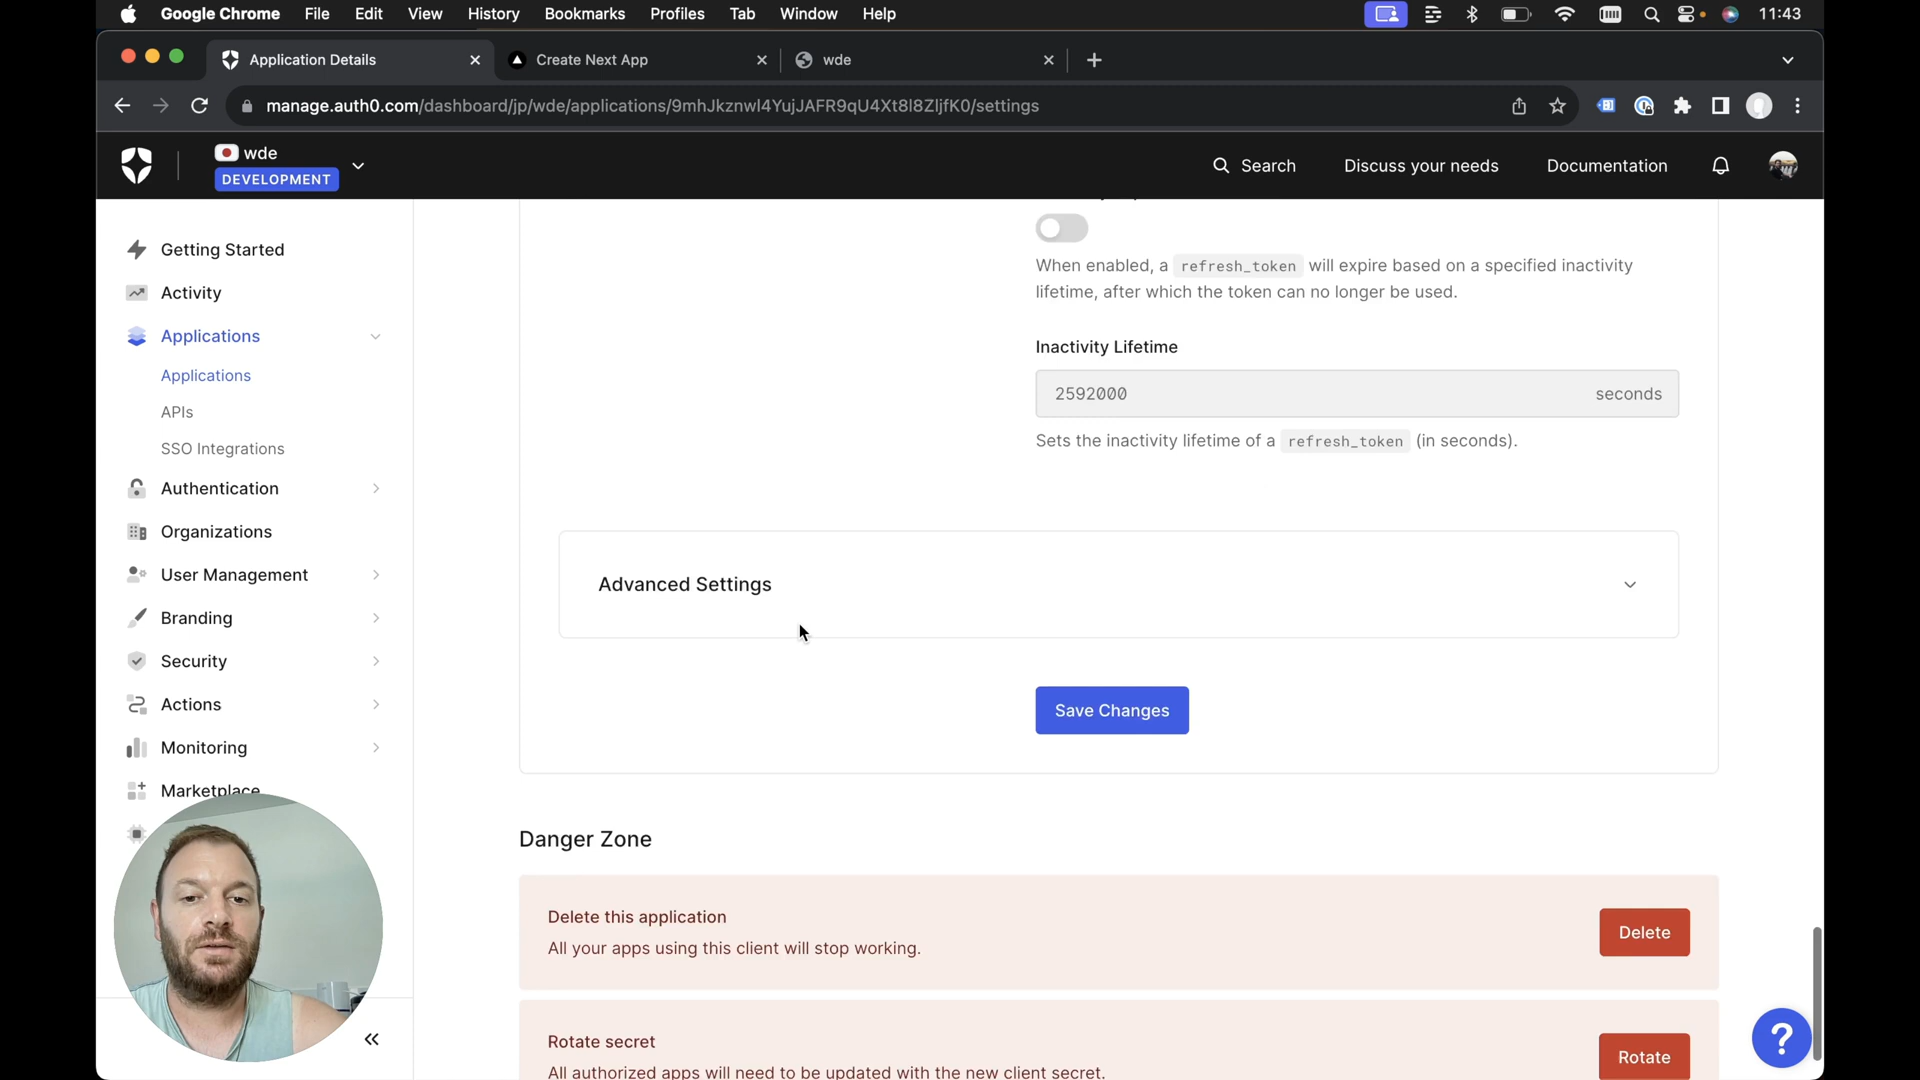 Google Chrome File Edit View History Bookmarks Profiles Tab Window Help 11:43
Application Details Create Next App wde
manage.auth0.com/dashboard/jp/wde/applications/9mhJkznwI4YujJAFR9qU4Xt8I8ZIjfK0/settings
wde
DEVELOPMENT
Search Discuss your needs Documentation
Getting Started
Activity
Applications
Applications
APIs
SSO Integrations
Authentication
Organizations
User Management
Branding
Security
Actions
Monitoring
Marketplace
When enabled, a refresh_token will expire based on a specified inactivity
lifetime, after which the token can no longer be used.
Inactivity Lifetime
2592000 seconds
Sets the inactivity lifetime of a refresh_token (in seconds).
Advanced Settings
Save Changes
Danger Zone
Delete this application
All your apps using this client will stop working.
Delete
Rotate secret
All authorized apps will need to be updated with the new client secret.
Rotate
?